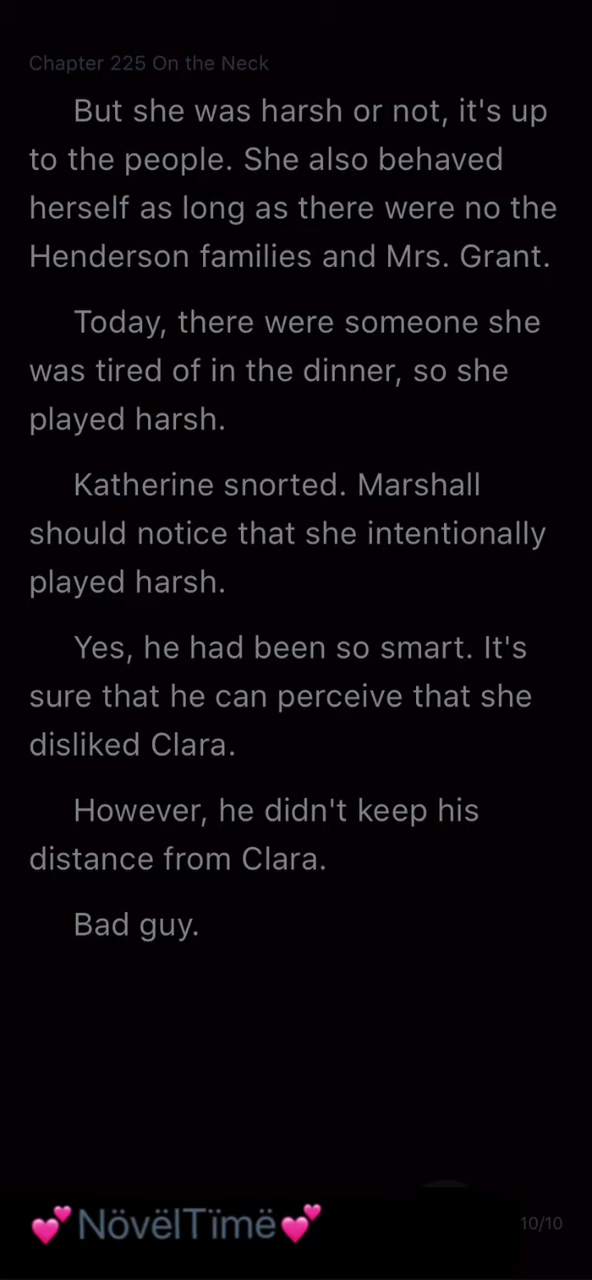 Chapter 225 On the Neck
But she was harsh or not, it's up
to the people. She also behaved
herself as long as there were no the
Henderson families and Mrs. Grant.
Today, there were someone she
was tired of in the dinner, so she
played harsh.
Katherine snorted. Marshall
should notice that she intentionally
played harsh.
Yes, he had been so smart. It's
sure that he can perceive that she
disliked Clara.
However, he didn't keep his
distance from Clara.
Bad guy.
💕NövëlTïmë💕
10/10